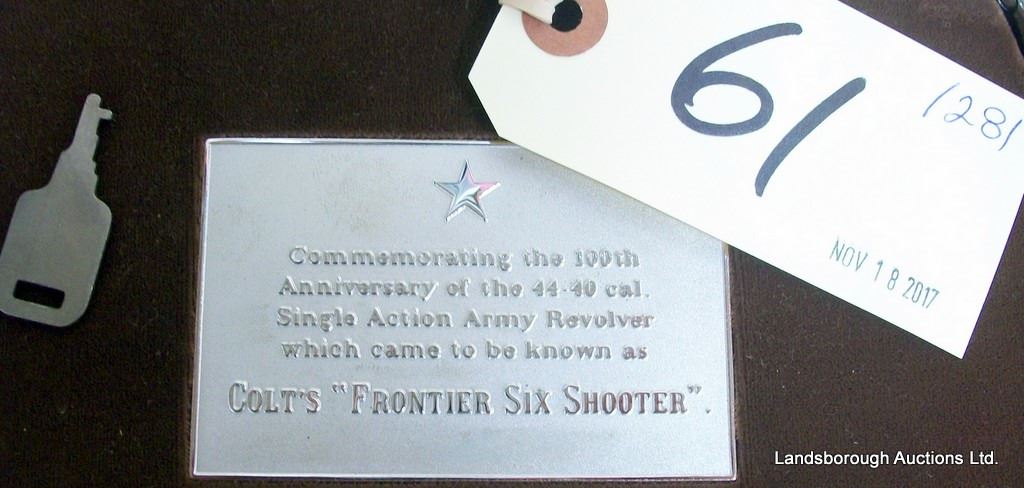 61
1281
NOV 18 2017
Commemorating the 100th
Anniversary of the 44-40 cal.
Single Action Army Revolver
which came to be known as
COLT'S "FRONTIER SIX SHOOTER".
Landsborough Auctions Ltd.